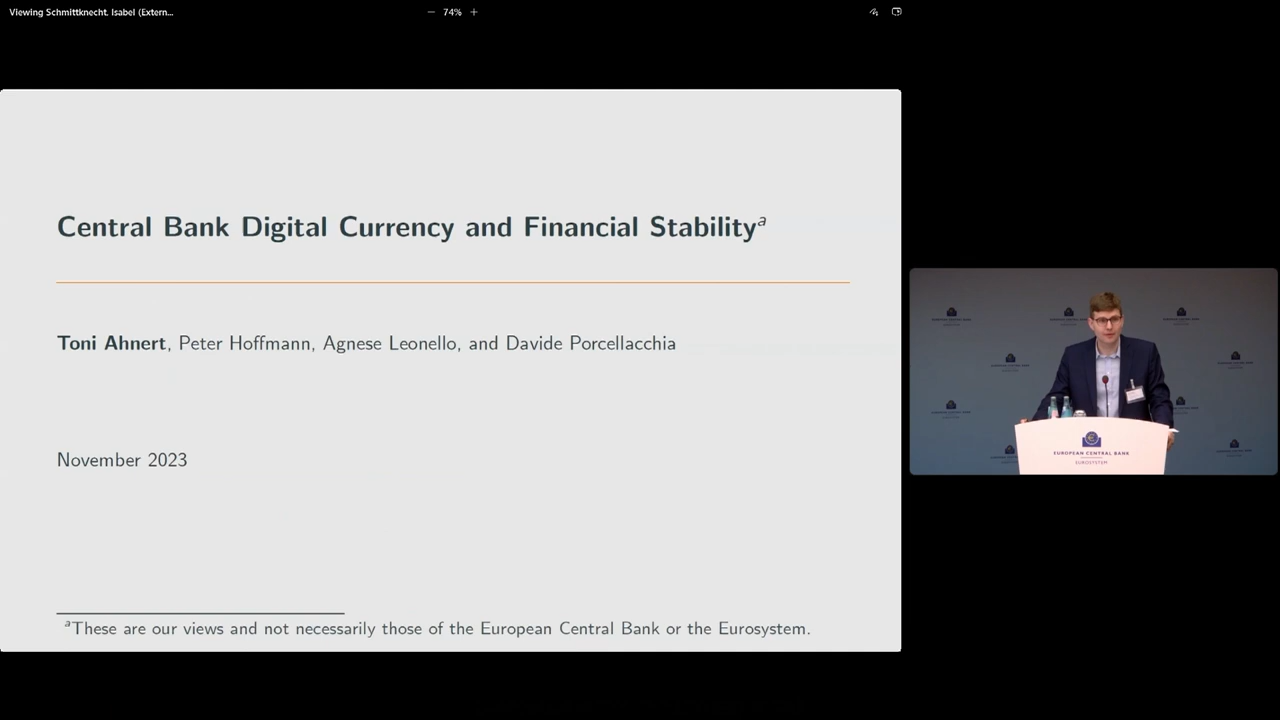 Viewing Schmittknecht, Isabel (Extern...
— 74% +
Central Bank Digital Currency and Financial Stabilityᵃ
Toni Ahnert, Peter Hoffmann, Agnese Leonello, and Davide Porcellacchia
November 2023
ᵃThese are our views and not necessarily those of the European Central Bank or the Eurosystem.
EUROPEAN CENTRAL BANK
EUROSYSTEM